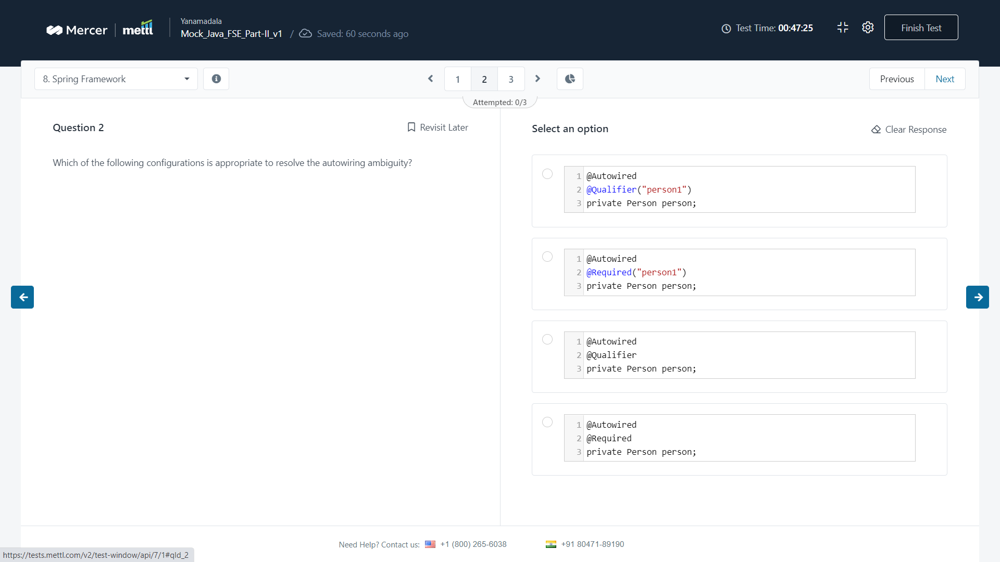 Mercer
mettl
Yanamadala
Mock_Java_FSE_Part-II_v1 / Saved: 60 seconds ago
Test Time: 00:47:25
Finish Test
8. Spring Framework
1 2 3
Attempted: 0/3
Previous
Next
Question 2
Revisit Later
Which of the following configurations is appropriate to resolve the autowiring ambiguity?
Select an option
Clear Response
1 @Autowired
2 @Qualifier("person1")
3 private Person person;
1 @Autowired
2 @Required("person1")
3 private Person person;
1 @Autowired
2 @Qualifier
3 private Person person;
1 @Autowired
2 @Required
3 private Person person;
Need Help? Contact us: +1 (800) 265-6038 +91 80471-89190
https://tests.mettl.com/v2/test-window/api/7/1#qId_2